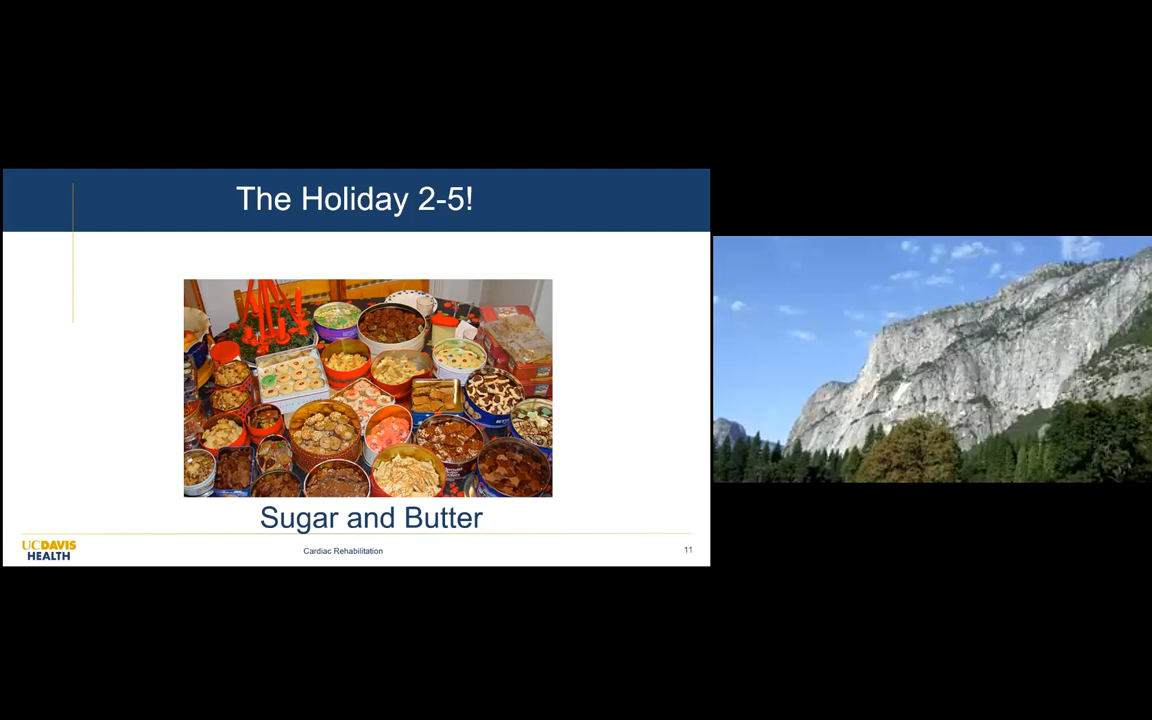 The Holiday 2-5!
Sugar and Butter
UCDAVIS
HEALTH
Cardiac Rehabilitation
11